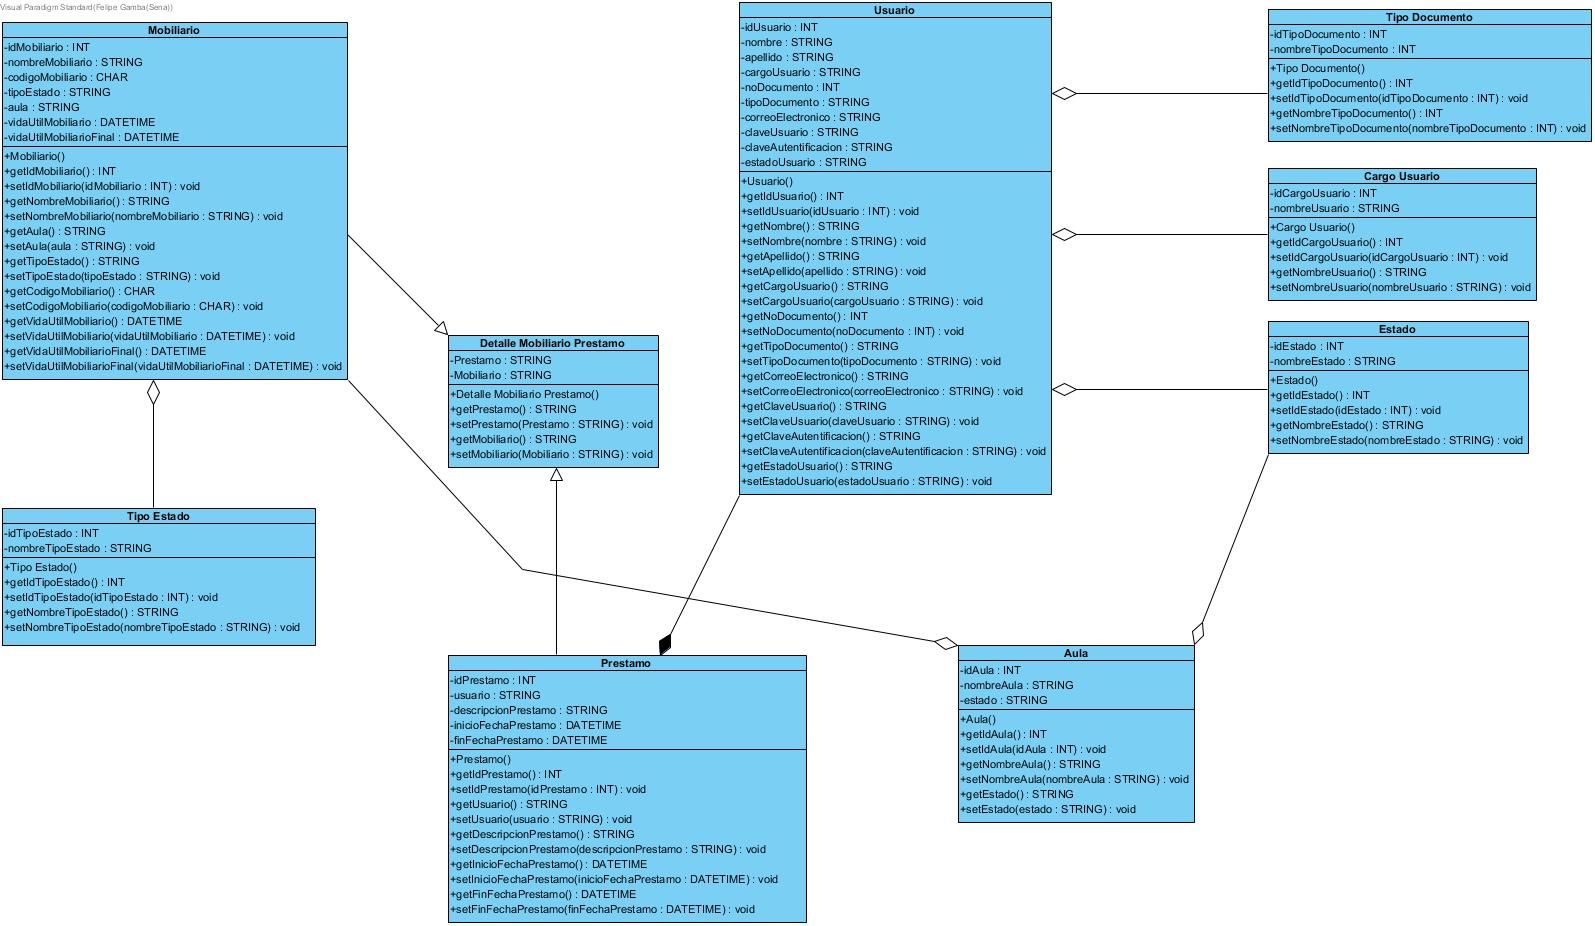 Visual Paradigm Standard(Felipe Gamba(Sena))
Mobiliario
-idMobiliario : INT
-nombreMobiliario : STRING
-codigoMobiliario : CHAR
-tipoEstado : STRING
-aula : STRING
-vidaUtilMobiliario : DATETIME
-vidaUtilMobiliarioFinal : DATETIME
+Mobiliario()
+getIdMobiliario() : INT
+setIdMobiliario(idMobiliario : INT) : void
+getNombreMobiliario() : STRING
+setNombreMobiliario(nombreMobiliario : STRING) : void
+getAula() : STRING
+setAula(aula : STRING) : void
+getTipoEstado() : STRING
+setTipoEstado(tipoEstado : STRING) : void
+getCodigoMobiliario() : CHAR
+setCodigoMobiliario(codigoMobiliario : CHAR) : void
+getVidaUtilMobiliario() : DATETIME
+setVidaUtilMobiliario(vidaUtilMobiliario : DATETIME) : void
+getVidaUtilMobiliarioFinal() : DATETIME
+setVidaUtilMobiliarioFinal(vidaUtilMobiliarioFinal : DATETIME) : void
Tipo Estado
-idTipoEstado : INT
-nombreTipoEstado : STRING
+Tipo Estado()
+getIdTipoEstado() : INT
+setIdTipoEstado(idTipoEstado : INT) : void
+getNombreTipoEstado() : STRING
+setNombreTipoEstado(nombreTipoEstado : STRING) : void
Detalle Mobiliario Prestamo
-Prestamo : STRING
-Mobiliario : STRING
+Detalle Mobiliario Prestamo()
+getPrestamo() : STRING
+setPrestamo(Prestamo : STRING) : void
+getMobiliario() : STRING
+setMobiliario(Mobiliario : STRING) : void
Prestamo
-idPrestamo : INT
-usuario : STRING
-descripcionPrestamo : STRING
-inicioFechaPrestamo : DATETIME
-finFechaPrestamo : DATETIME
+Prestamo()
+getIdPrestamo() : INT
+setIdPrestamo(idPrestamo : INT) : void
+getUsuario() : STRING
+setUsuario(usuario : STRING) : void
+getDescripcionPrestamo() : STRING
+setDescripcionPrestamo(descripcionPrestamo : STRING) : void
+getInicioFechaPrestamo() : DATETIME
+setInicioFechaPrestamo(inicioFechaPrestamo : DATETIME) : void
+getFinFechaPrestamo() : DATETIME
+setFinFechaPrestamo(finFechaPrestamo : DATETIME) : void
Usuario
-idUsuario : INT
-nombre : STRING
-apellido : STRING
-cargoUsuario : STRING
-noDocumento : INT
-tipoDocumento : STRING
-correoElectronico : STRING
-claveUsuario : STRING
-claveAutentificacion : STRING
-estadoUsuario : STRING
+Usuario()
+getIdUsuario() : INT
+setIdUsuario(idUsuario : INT) : void
+getNombre() : STRING
+setNombre(nombre : STRING) : void
+getApellido() : STRING
+setApellido(apellido : STRING) : void
+getCargoUsuario() : STRING
+setCargoUsuario(cargoUsuario : STRING) : void
+getNoDocumento() : INT
+setNoDocumento(noDocumento : INT) : void
+getTipoDocumento() : STRING
+setTipoDocumento(tipoDocumento : STRING) : void
+getCorreoElectronico() : STRING
+setCorreoElectronico(correoElectronico : STRING) : void
+getClaveUsuario() : STRING
+setClaveUsuario(claveUsuario : STRING) : void
+getClaveAutentificacion() : STRING
+setClaveAutentificacion(claveAutentificacion : STRING) : void
+getEstadoUsuario() : STRING
+setEstadoUsuario(estadoUsuario : STRING) : void
Tipo Documento
-idTipoDocumento : INT
-nombreTipoDocumento : INT
+Tipo Documento()
+getIdTipoDocumento() : INT
+setIdTipoDocumento(idTipoDocumento : INT) : void
+getNombreTipoDocumento() : INT
+setNombreTipoDocumento(nombreTipoDocumento : INT) : void
Cargo Usuario
-idCargoUsuario : INT
-nombreUsuario : STRING
+Cargo Usuario()
+getIdCargoUsuario() : INT
+setIdCargoUsuario(idCargoUsuario : INT) : void
+getNombreUsuario() : STRING
+setNombreUsuario(nombreUsuario : STRING) : void
Estado
-idEstado : INT
-nombreEstado : STRING
+Estado()
+getIdEstado() : INT
+setIdEstado(idEstado : INT) : void
+getNombreEstado() : STRING
+setNombreEstado(nombreEstado : STRING) : void
Aula
-idAula : INT
-nombreAula : STRING
-estado : STRING
+Aula()
+getIdAula() : INT
+setIdAula(idAula : INT) : void
+getNombreAula() : STRING
+setNombreAula(nombreAula : STRING) : void
+getEstado() : STRING
+setEstado(estado : STRING) : void